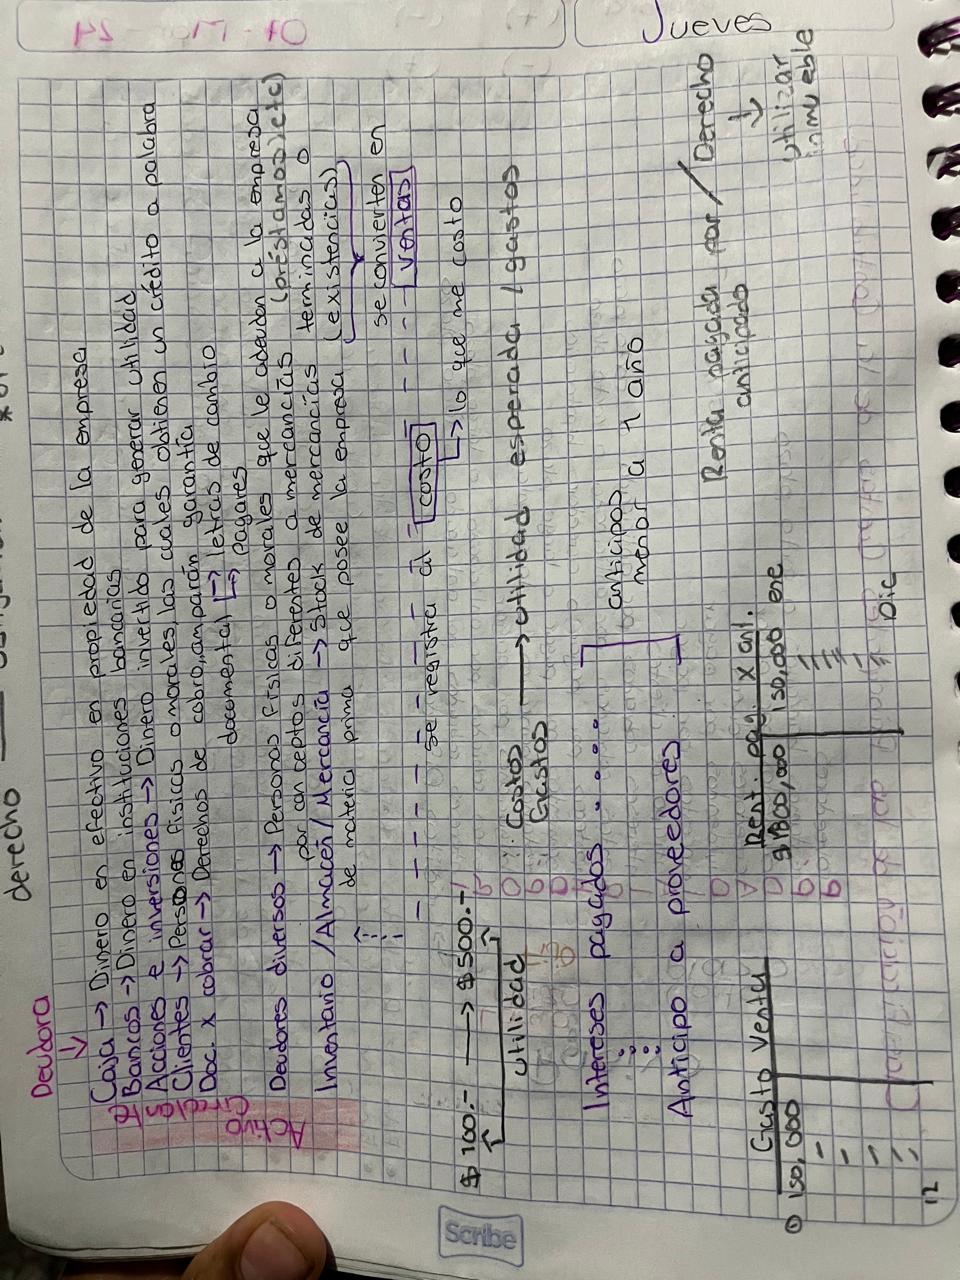 derecho
Deudora
Activo Circulante
Caja → Dinero en efectivo en propiedad de la empresa
Bancos → Dinero en instituciones bancarias
Acciones e inversiones → Dinero invertido para generar utilidad
Clientes → Personas físicas o morales, las cuales obtienen un crédito a palabra
Doc. x cobrar → Derechos de cobro, amparan garantía
documental → letras de cambio
→ pagares
Deudores diversos → Personas físicas o morales que le adeudan a la empresa
por conceptos diferentes a mercancías (préstamos, etc)
Inventario / Almacén / Mercancía → Stock de mercancías terminadas o
de materia prima que posee la empresa (existencias)
se convierten en
ventas
se registra al costo
→ lo que me costo
$ 100.- → $ 500.-
utilidad
Costos → utilidad esperada / gastos
Gastos
Intereses pagados . . . .
anticipos
menor a 1 año
Anticipo a proveedores
Renta pagada por / Derecho
anticipado
Utilizar
inmueble
Gasto Venta
Rent. pag. x ant.
① 150,000
$ 1800,000 150,000 ene
Dic
12
Scribe
Jueves